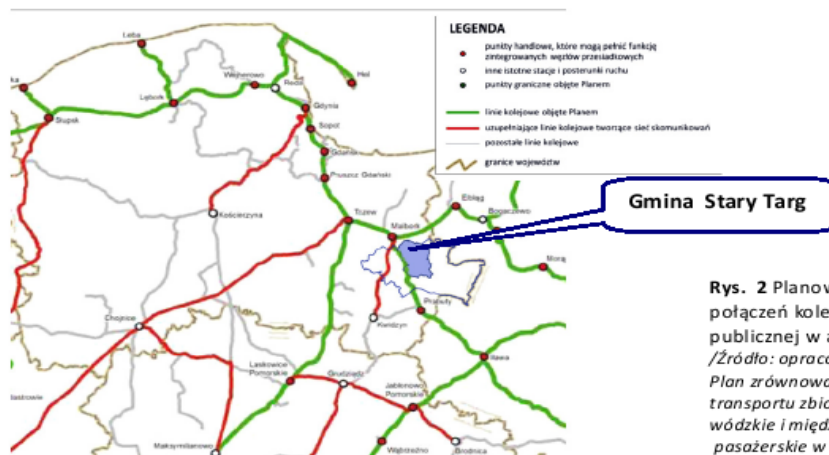 LEGENDA
punkty handlowe, które mogą pełnić funkcję
zintegrowanych węzłów przesiadkowych
inne istotne stacje i posterunki ruchu
punkty graniczne objęte Planem
linie kolejowe objęte Planem
uzupełniające linie kolejowe tworzące sieć skomunikowań
pozostałe linie kolejowe
granice województw
Łeba
Wejherowo
Reda
Hel
Lębork
Gdynia
Słupsk
Sopot
Gdańsk
Pruszcz Gdański
Kościerzyna
Tczew
Malbork
Elbląg
Bogaczewo
Gmina Stary Targ
Prabuty
Kwidzyn
Chojnice
Laskowice
Pomorskie
Grudziądz
Iława
Jabłonowo
Pomorskie
Maksymilianowo
Wąbrzeźno
Brodnica
Rys. 2 Planow
połączeń kole
publicznej w a
/Źródło: opraco
Plan zrównowa
transportu zbio
wódzkie i międz
pasażerskie w